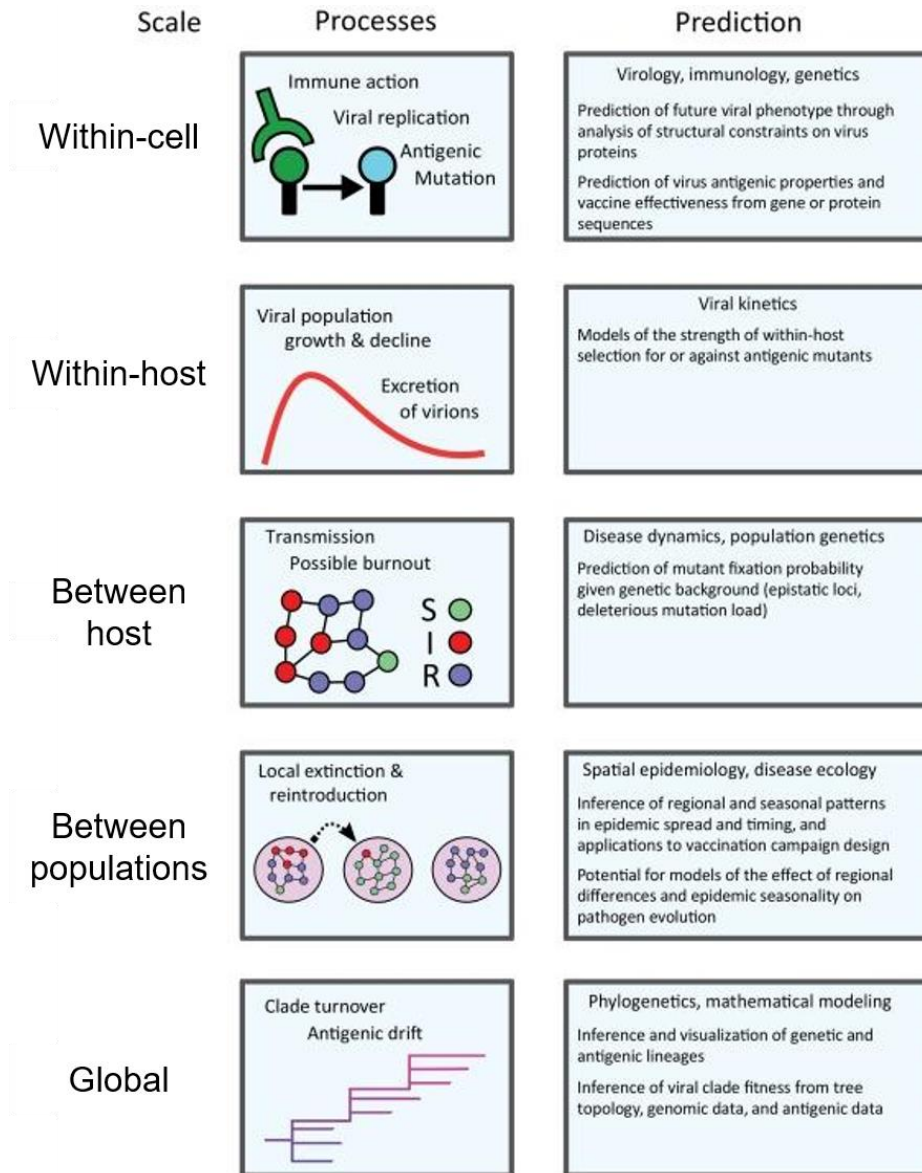 Scale
Processes
Prediction
Within-cell
Immune action
Viral replication
Antigenic
Mutation
Virology, immunology, genetics
Prediction of future viral phenotype through
analysis of structural constraints on virus
proteins
Prediction of virus antigenic properties and
vaccine effectiveness from gene or protein
sequences
Within-host
Viral population
growth & decline
Excretion
of virions
Viral kinetics
Models of the strength of within-host
selection for or against antigenic mutants
Between
host
Transmission
Possible burnout
S
I
R
Disease dynamics, population genetics
Prediction of mutant fixation probability
given genetic background (epistatic loci,
deleterious mutation load)
Between
populations
Local extinction &
reintroduction
Spatial epidemiology, disease ecology
Inference of regional and seasonal patterns
in epidemic spread and timing, and
applications to vaccination campaign design
Potential for models of the effect of regional
differences and epidemic seasonality on
pathogen evolution
Global
Clade turnover
Antigenic drift
Phylogenetics, mathematical modeling
Inference and visualization of genetic and
antigenic lineages
Inference of viral clade fitness from tree
topology, genomic data, and antigenic data